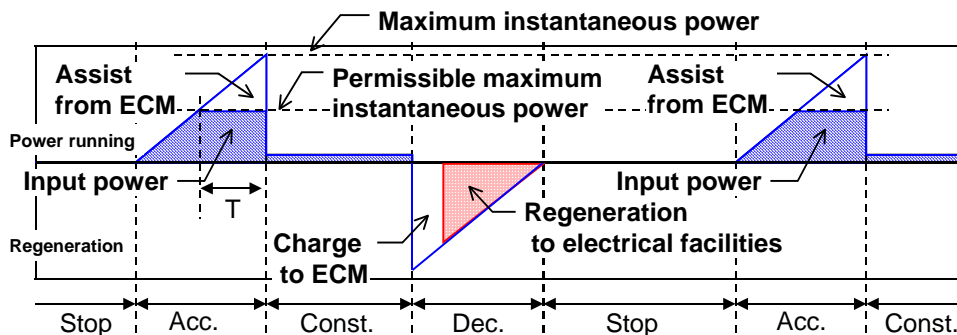 Maximum instantaneous power
Assist
from ECM
Permissible maximum
instantaneous power
Assist
from ECM
Power running
Input power
Input power
T
Regeneration
to electrical facilities
Regeneration
Charge
to ECM
Stop
Acc.
Const.
Dec.
Stop
Acc.
Const.